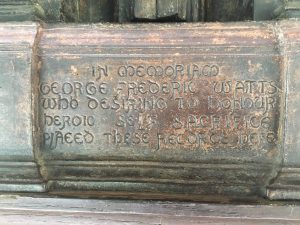 IN MEMORIAM
GEORGE FREDERIC WATTS
WHO DESIRING TO HONOUR
HEROIC SELF SACRIFICE
PLACED THESE RECORDS HERE